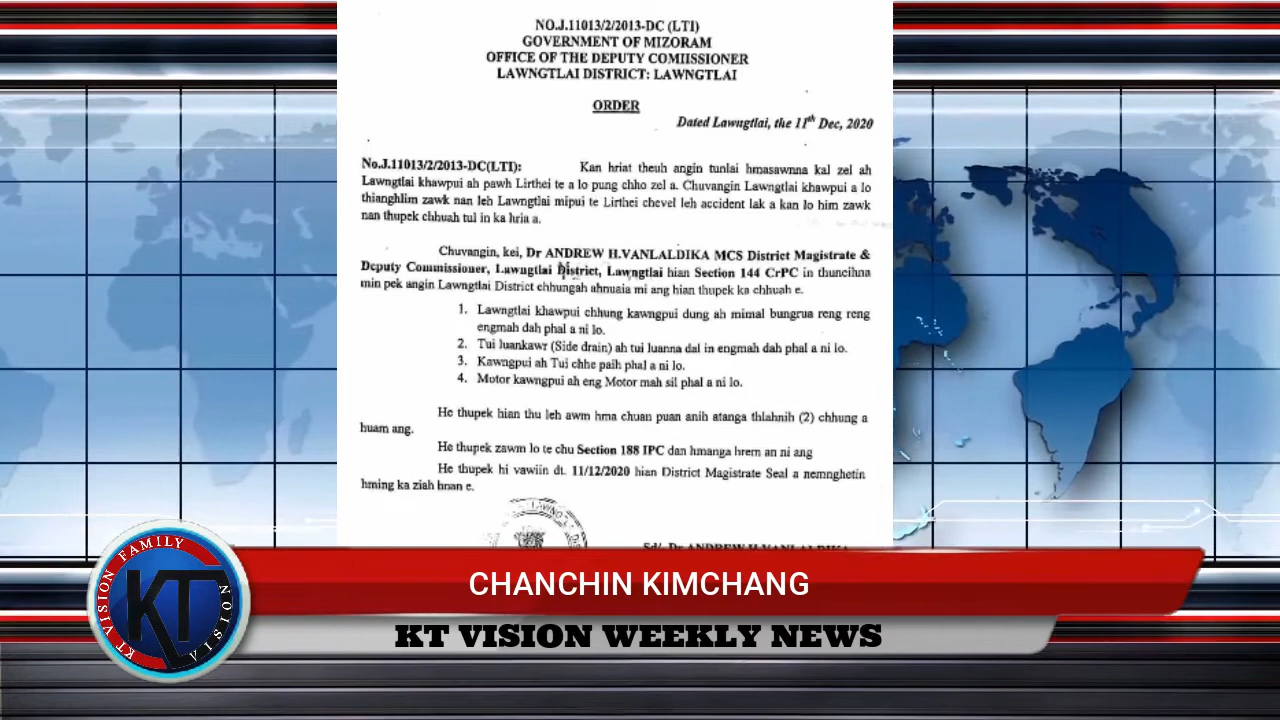 NO.J.11013/2/2013-DC (LTI)
GOVERNMENT OF MIZORAM
OFFICE OF THE DEPUTY COMIISSIONER
LAWNGTLAI DISTRICT: LAWNGTLAI
ORDER
Dated Lawngtlai, the 11th Dec, 2020
No.J.11013/2/2013-DC(LTI): Kan hriat theuh angin tunlai hmasawnna kal zel ah
Lawngtlai khawpui ah pawh Lirthei te a lo pung chho zel a. Chuvangin Lawngtlai khawpui a lo
thianghlim zawk nan leh Lawngtlai mipui te Lirthei chevel leh accident lak a kan lo him zawk
nan thupek chhuah tul in ka hria a.
Chuvangin, kei, Dr ANDREW H.VANLALDIKA MCS District Magistrate &
Deputy Commissioner, Lawngtlai District, Lawngtlai hian Section 144 CrPC in thuneihna
min pek angin Lawngtlai District chhungah ahnuaia mi ang hian thupek ka chhuah e.
1. Lawngtlai khawpui chhung kawngpui dung ah mimal bungrua reng reng
engmah dah phal a ni lo.
2. Tui luankawr (Side drain) ah tui luanna dal in engmah dah phal a ni lo.
3. Kawngpui ah Tui chhe paih phal a ni lo.
4. Motor kawngpui ah eng Motor mah sil phal a ni lo.
He thupek hian thu leh awm hma chuan puan anih atanga thlahnih (2) chhung a
huam ang.
He thupek zawm lo te chu Section 188 IPC dan hmanga hrem an ni ang
He thupek hi vawiin dt. 11/12/2020 hian District Magistrate Seal a nemnghetin
hming ka ziah hnan e.
Sd/- Dr ANDREW H.VANLALDIKA
CHANCHIN KIMCHANG
KT VISION WEEKLY NEWS
KT VISION FAMILY
KT
VISION